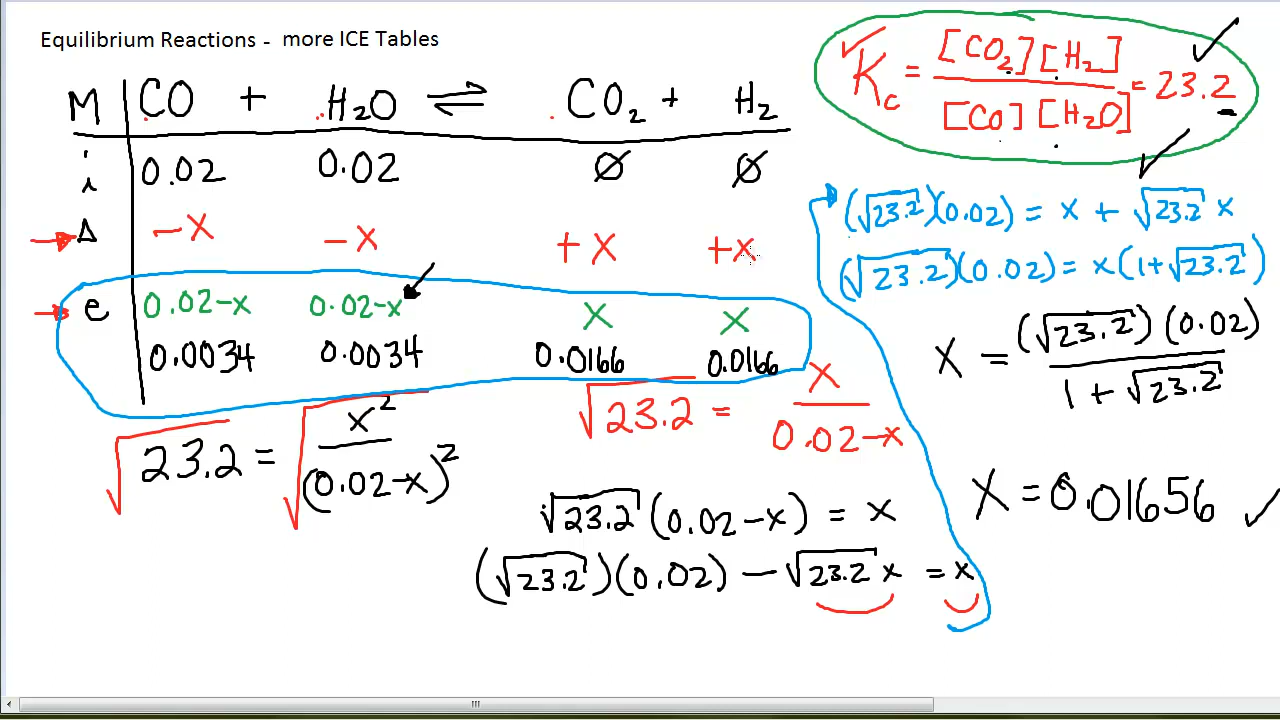 Equilibrium Reactions - more ICE Tables
M CO + H₂O ⇌ CO₂ + H₂
i 0.02 0.02 ∅ ∅
Δ -x -x +x +x
e 0.02-x 0.02-x x x
0.0034 0.0034 0.0166 0.0166
√23.2 = √x²/(0.02-x)²
√23.2 = x/0.02-x
√23.2 (0.02-x) = x
(√23.2)(0.02) - √23.2 x = x
Kc = [CO₂][H₂]/[CO][H₂O] = 23.2
(√23.2)(0.02) = x + √23.2 x
(√23.2)(0.02) = x(1+√23.2)
x = (√23.2)(0.02)/1+√23.2
x = 0.01656